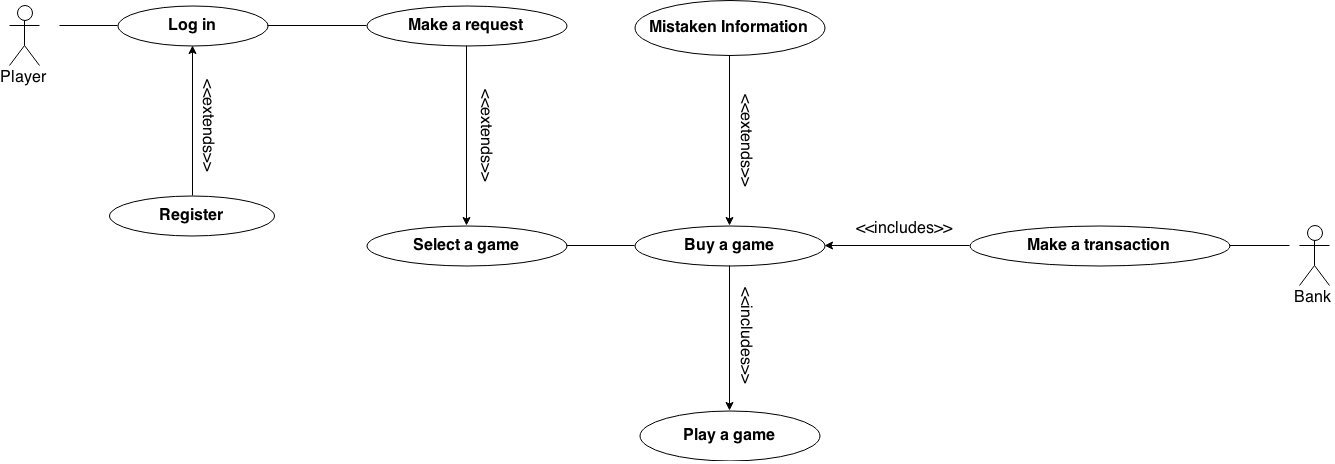 Log in
Make a request
Mistaken Information
Player
<<extends>>
<<extends>>
<<extends>>
Register
Select a game
Buy a game
<<includes>>
Make a transaction
Bank
<<includes>>
Play a game